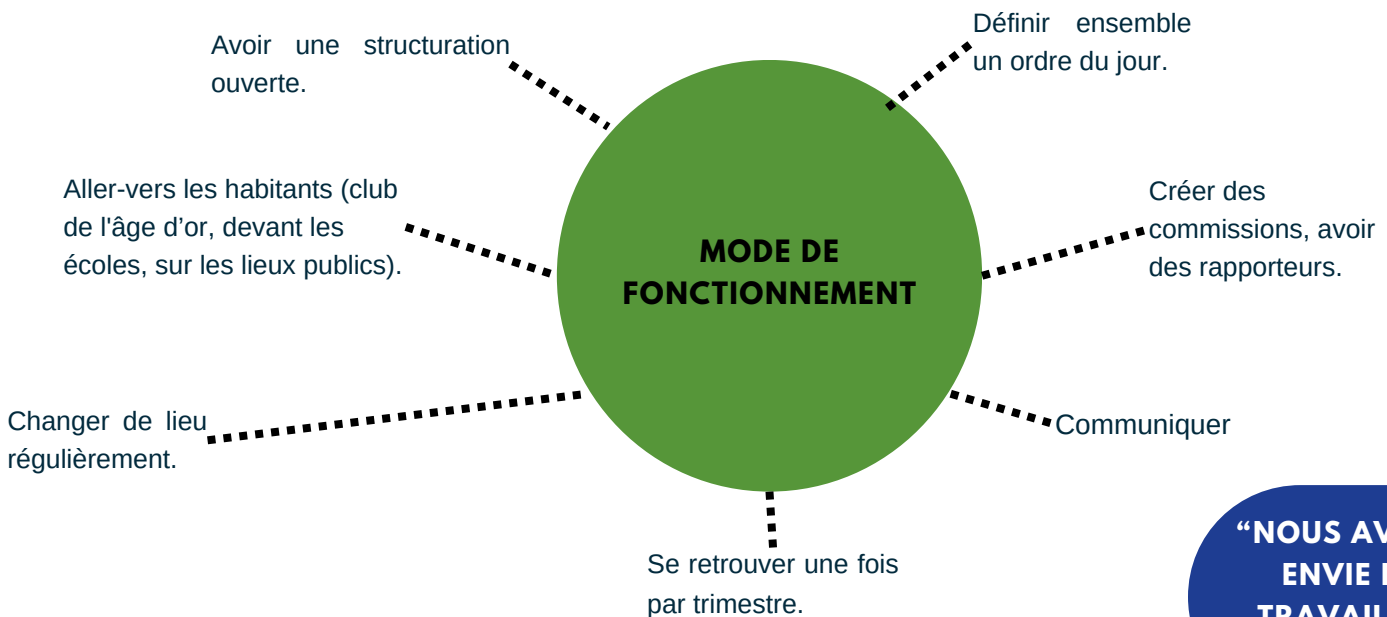 Avoir une structuration
ouverte.
Définir ensemble
un ordre du jour.
Aller-vers les habitants (club
de l'âge d’or, devant les
écoles, sur les lieux publics).
MODE DE
FONCTIONNEMENT
Créer des
commissions, avoir
des rapporteurs.
Changer de lieu
régulièrement.
Communiquer
Se retrouver une fois
par trimestre.
“NOUS
ENVIE